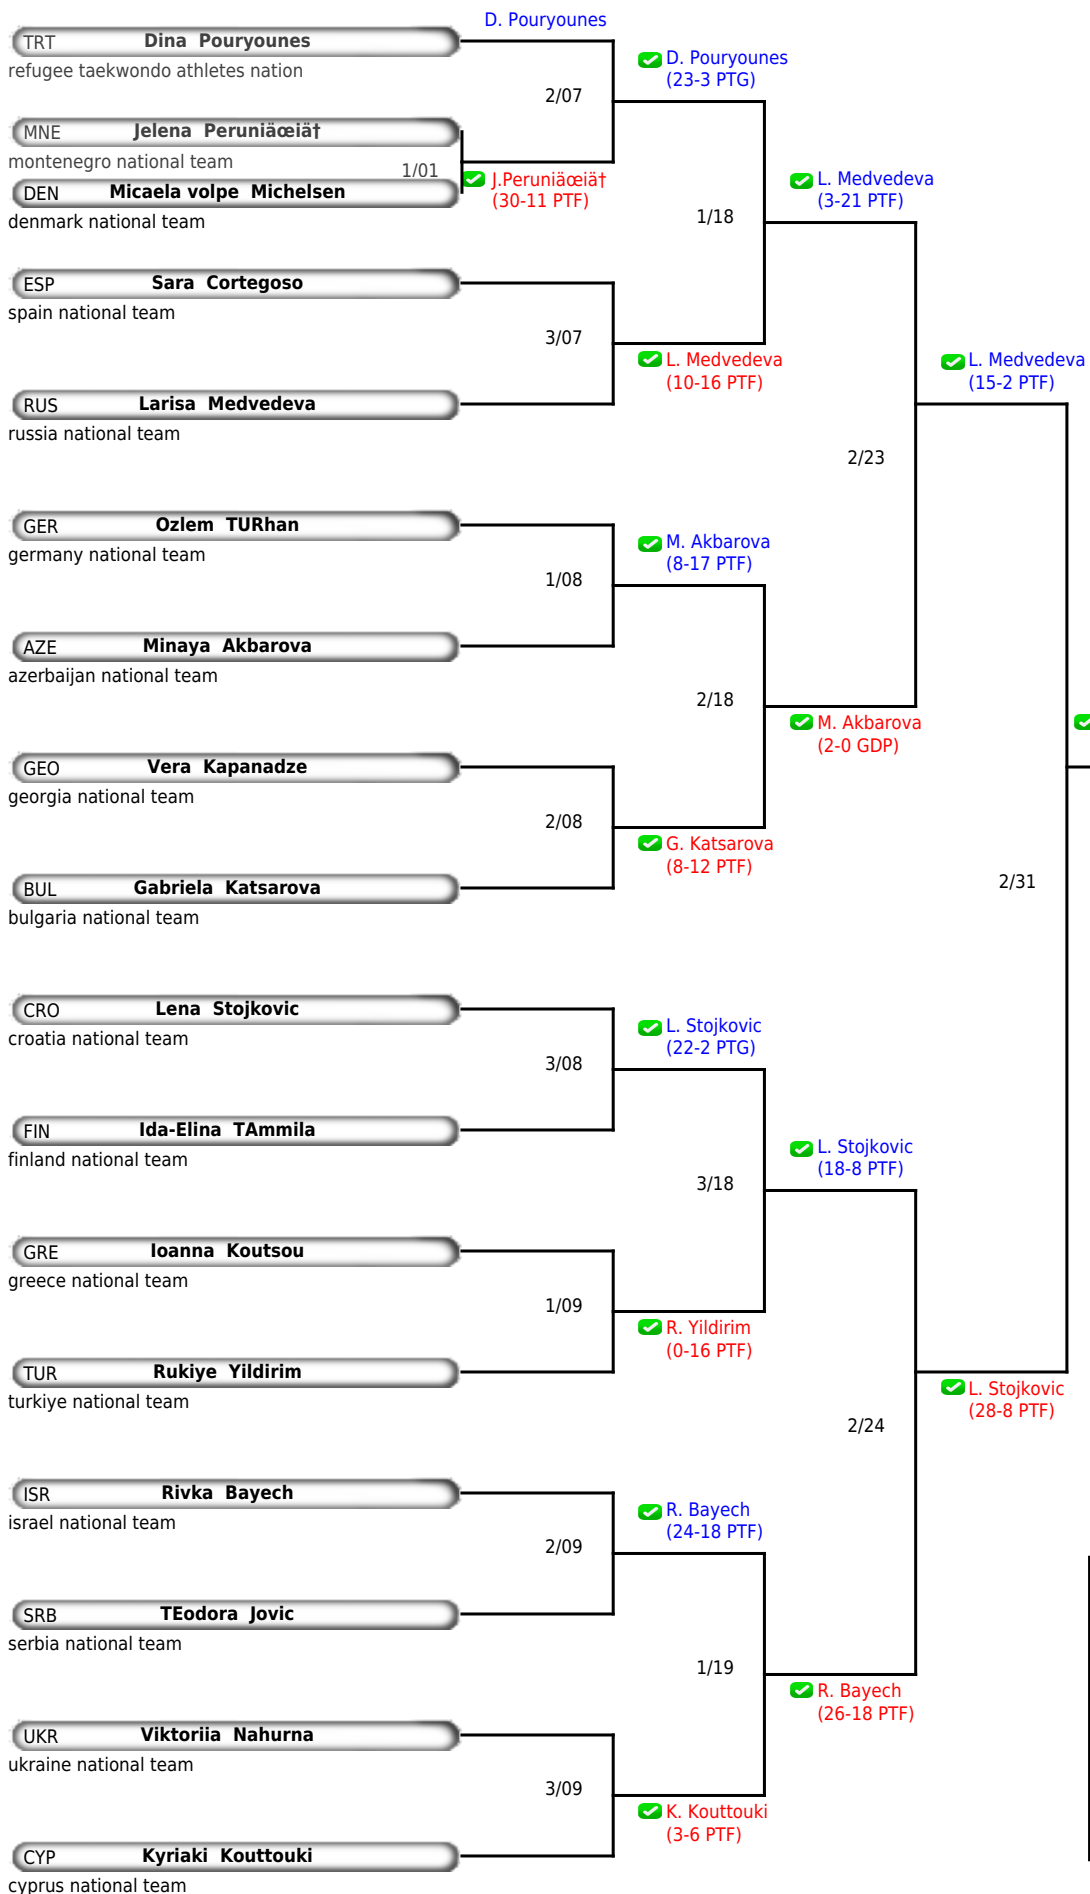 D. Pouryounes
TRT Dina Pouryounes
refugee taekwondo athletes nation
D. Pouryounes
(23-3 PTG)
2/07
MNE Jelena Peruniäœiä†
montenegro national team
1/01
J.Peruniäœiä†
(30-11 PTF)
DEN Micaela volpe Michelsen
denmark national team
L. Medvedeva
(3-21 PTF)
1/18
ESP Sara Cortegoso
spain national team
3/07
L. Medvedeva
(10-16 PTF)
L. Medvedeva
(15-2 PTF)
RUS Larisa Medvedeva
russia national team
2/23
GER Ozlem TURhan
germany national team
M. Akbarova
(8-17 PTF)
1/08
AZE Minaya Akbarova
azerbaijan national team
2/18
M. Akbarova
(2-0 GDP)
GEO Vera Kapanadze
georgia national team
2/08
G. Katsarova
(8-12 PTF)
BUL Gabriela Katsarova
bulgaria national team
2/31
CRO Lena Stojkovic
croatia national team
L. Stojkovic
(22-2 PTG)
3/08
FIN Ida-Elina TAmmila
finland national team
L. Stojkovic
(18-8 PTF)
3/18
GRE Ioanna Koutsou
greece national team
1/09
R. Yildirim
(0-16 PTF)
TUR Rukiye Yildirim
turkiye national team
L. Stojkovic
(28-8 PTF)
2/24
ISR Rivka Bayech
israel national team
R. Bayech
(24-18 PTF)
2/09
SRB TEodora Jovic
serbia national team
1/19
R. Bayech
(26-18 PTF)
UKR Viktoriia Nahurna
ukraine national team
3/09
K. Kouttouki
(3-6 PTF)
CYP Kyriaki Kouttouki
cyprus national team